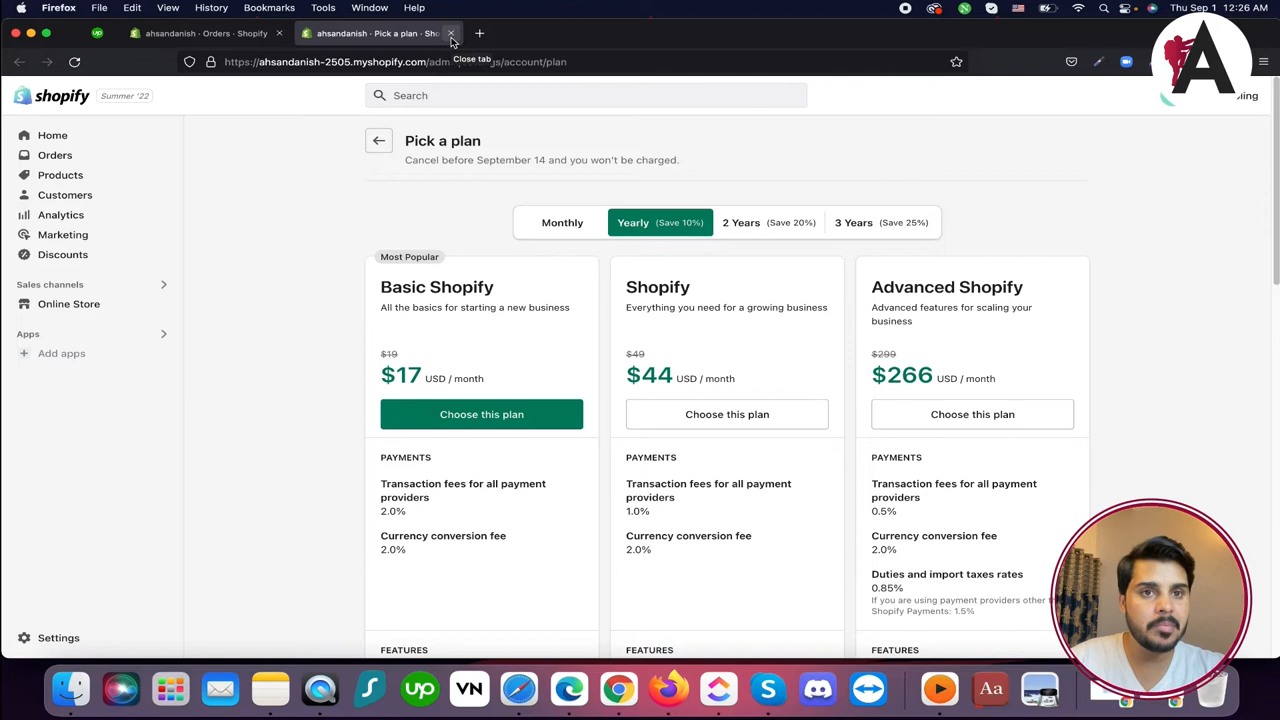 Firefox File Edit View History Bookmarks Tools Window Help Thu Sep 1 12:26 AM
ahsandanish · Orders · Shopify ahsandanish · Pick a plan · Sho
Close tab
https://ahsandanish-2505.myshopify.com/adm s/account/plan
A
shopify Summer '22 Search
Home
Orders
Products
Customers
Analytics
Marketing
Discounts
Sales channels
Online Store
Apps
Add apps
Settings
Pick a plan
Cancel before September 14 and you won't be charged.
Monthly Yearly (Save 10%) 2 Years (Save 20%) 3 Years (Save 25%)
Most Popular
Basic Shopify
All the basics for starting a new business
$19
$17 USD / month
Choose this plan
PAYMENTS
Transaction fees for all payment
providers
2.0%
Currency conversion fee
2.0%
FEATURES
Shopify
Everything you need for a growing business
$49
$44 USD / month
Choose this plan
PAYMENTS
Transaction fees for all payment
providers
1.0%
Currency conversion fee
2.0%
FEATURES
Advanced Shopify
Advanced features for scaling your
business
$299
$266 USD / month
Choose this plan
PAYMENTS
Transaction fees for all payment
providers
0.5%
Currency conversion fee
2.0%
Duties and import taxes rates
0.85%
If you are using payment providers other
Shopify Payments: 1.5%
FEATURES
up VN Aa